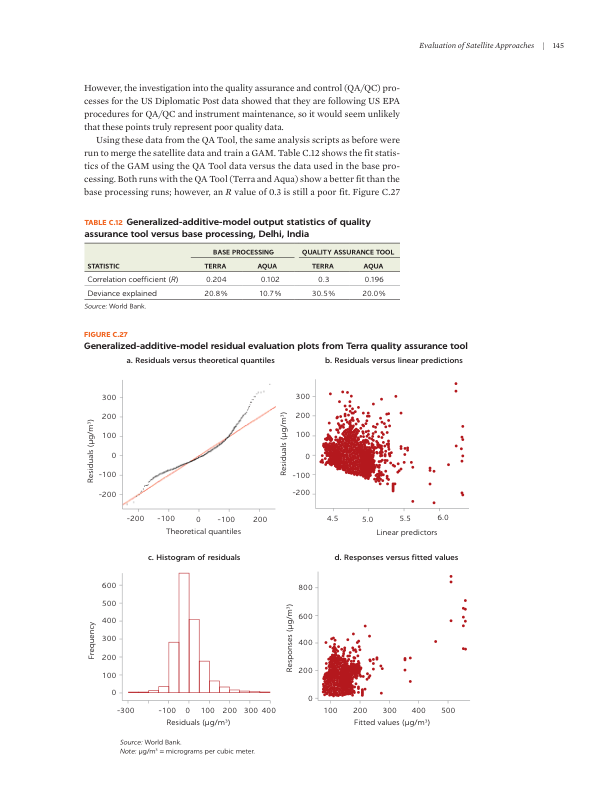 Evaluation of Satellite Approaches | 145
However, the investigation into the quality assurance and control (QA/QC) pro-
cesses for the US Diplomatic Post data showed that they are following US EPA
procedures for QA/QC and instrument maintenance, so it would seem unlikely
that these points truly represent poor quality data.
Using these data from the QA Tool, the same analysis scripts as before were
run to merge the satellite data and train a GAM. Table C.12 shows the fit statis-
tics of the GAM using the QA Tool data versus the data used in the base pro-
cessing. Both runs with the QA Tool (Terra and Aqua) show a better fit than the
base processing runs; however, an R value of 0.3 is still a poor fit. Figure C.27
TABLE C.12 Generalized-additive-model output statistics of quality
assurance tool versus base processing, Delhi, India
BASE PROCESSING QUALITY ASSURANCE TOOL
STATISTIC TERRA AQUA TERRA AQUA
Correlation coefficient (R) 0.204 0.102 0.3 0.196
Deviance explained 20.8% 10.7% 30.5% 20.0%
Source: World Bank.
FIGURE C.27
Generalized-additive-model residual evaluation plots from Terra quality assurance tool
a. Residuals versus theoretical quantiles
300
200
100
0
-100
-200
Residuals (µg/m³)
-200 -100 0 -100 200
Theoretical quantiles
b. Residuals versus linear predictions
300
200
100
0
-100
-200
Residuals (µg/m³)
4.5 5.0 5.5 6.0
Linear predictors
c. Histogram of residuals
600
500
400
300
200
100
0
Frequency
-300 -100 0 100 200 300 400
Residuals (µg/m³)
d. Responses versus fitted values
800
600
400
200
0
Responses (µg/m³)
100 200 300 400 500
Fitted values (µg/m³)
Source: World Bank.
Note: µg/m³ = micrograms per cubic meter.